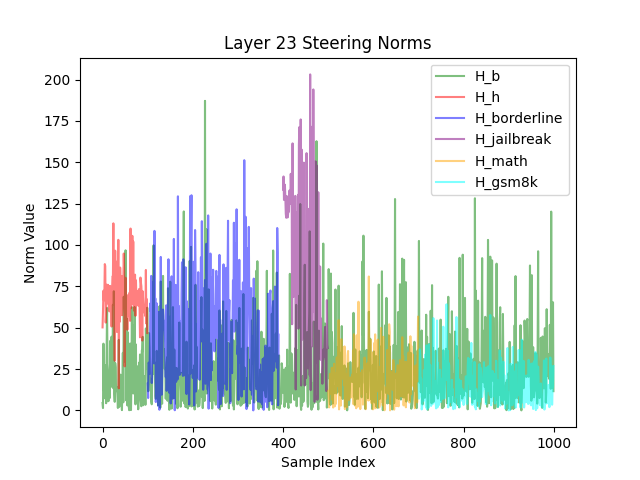 Layer 23 Steering Norms
Norm Value
200
175
150
125
100
75
50
25
0
H_b
H_h
H_borderline
H_jailbreak
H_math
H_gsm8k
0
200
400
600
800
1000
Sample Index